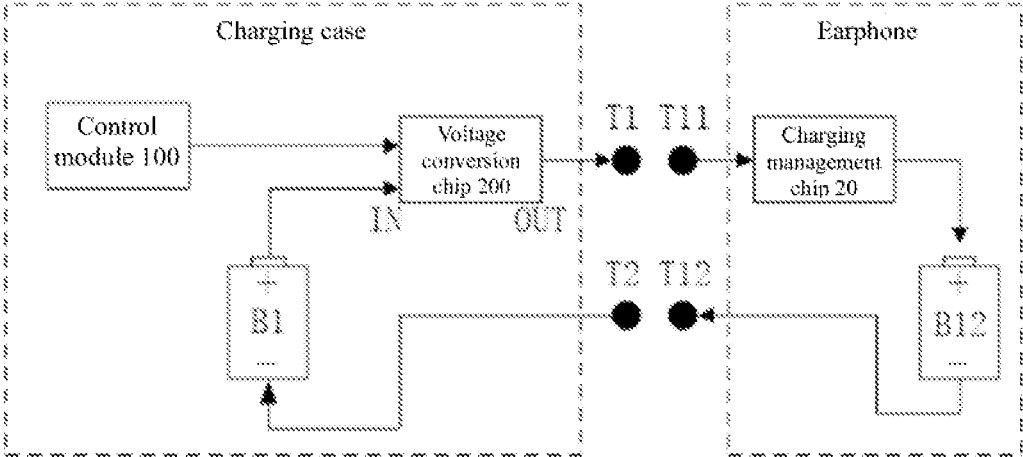 Charging case
Earphone
Control
module 100
Voltage
conversion
chip 200
IN
OUT
T1
T11
Charging
management
chip 20
T2
T12
+
B1
-
+
B12
-